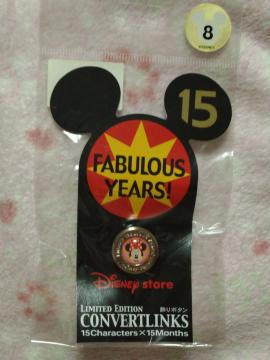 8
15
FABULOUS
YEARS!
Disney store
LIMITED EDITION 飾りボタン
CONVERTLINKS
15Characters×15Months